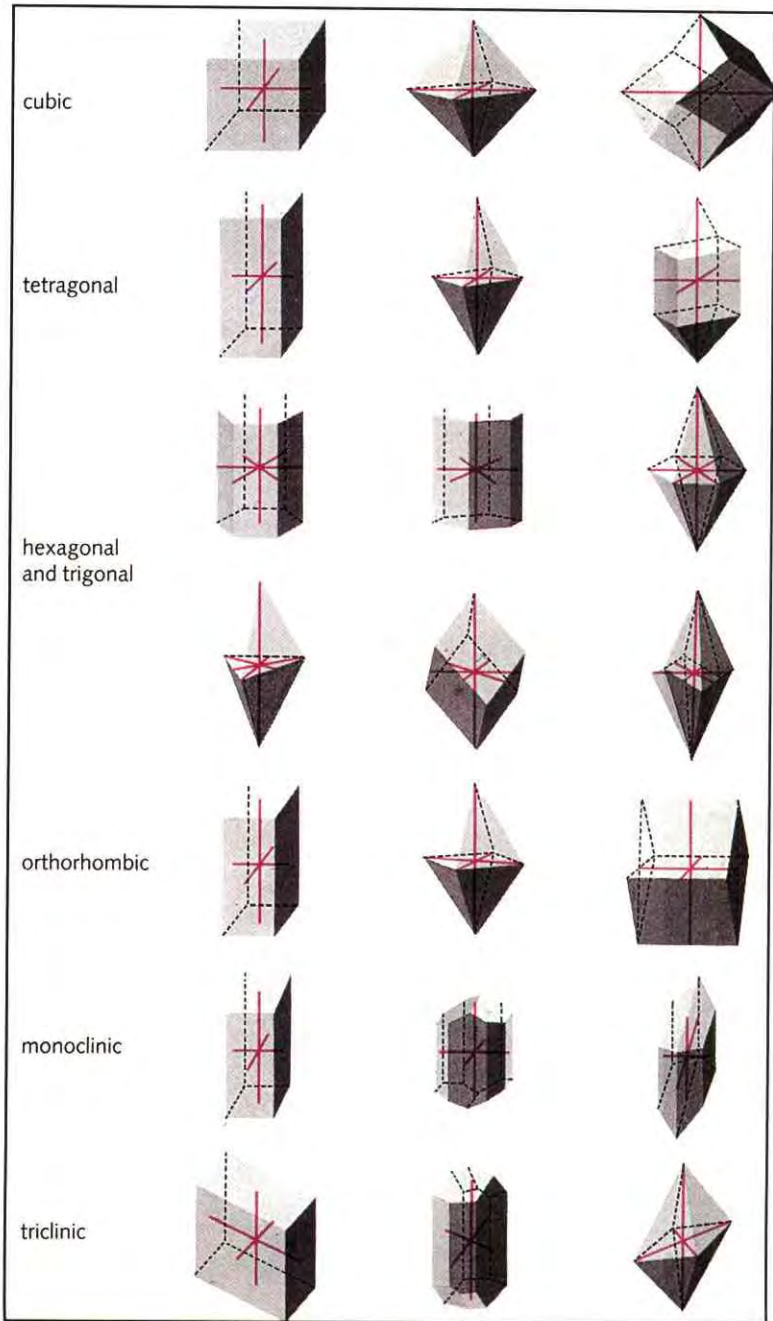 cubic
tetragonal
hexagonal
and trigonal
orthorhombic
monoclinic
triclinic